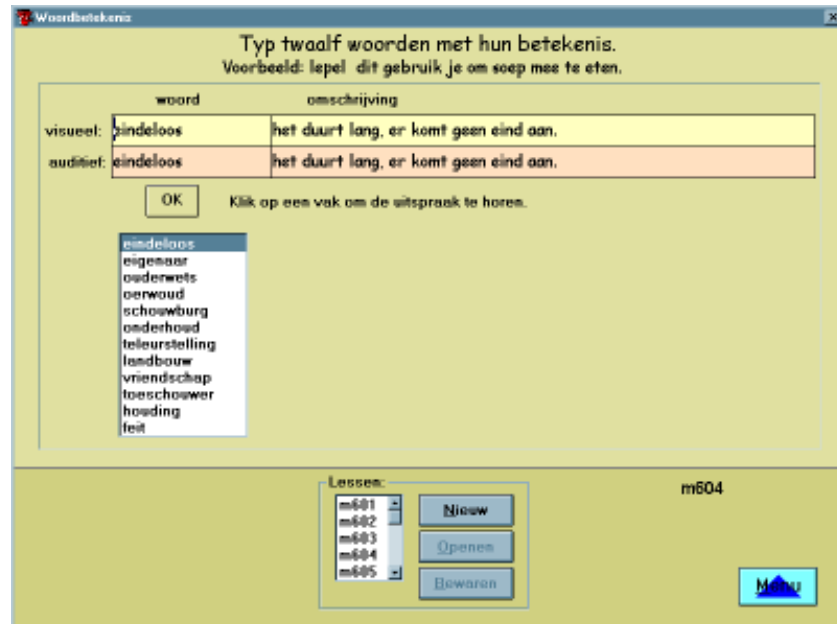 Woordbetekenis
Typ twaalf woorden met hun betekenis.
Voorbeeld: lepel dit gebruik je om soep mee te eten.
woord omschrijving
visueel: eindeloos het duurt lang, er komt geen eind aan.
auditief: eindeloos het duurt lang, er komt geen eind aan.
OK Klik op een vak om de uitspraak te horen.
eindeloos
eigenaar
ouderwets
oerwoud
schouwburg
onderhoud
teleurstelling
landbouw
vriendschap
toeschouwer
houding
feit
Lessen:
m601
m602
m603
m604
m605
Nieuw
Openen
Bewaren
m604
Menu